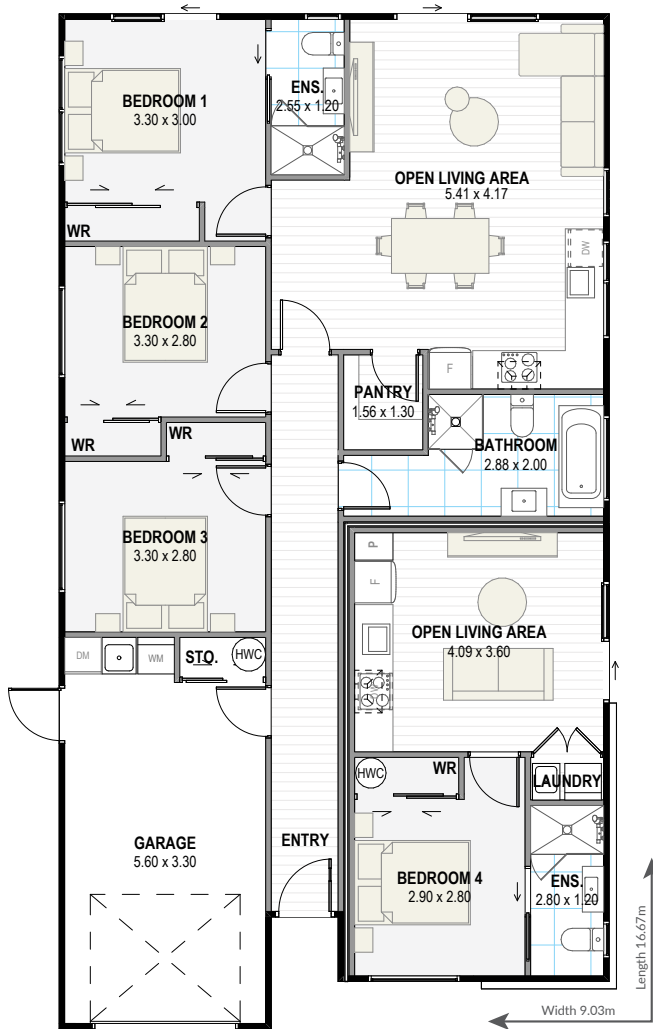 BEDROOM 1
3.30 x 3.00
ENS.
2.55 x 1.20
OPEN LIVING AREA
5.41 x 4.17
DW
WR
BEDROOM 2
3.30 x 2.80
F
PANTRY
1.56 x 1.30
WR
WR
BATHROOM
2.88 x 2.00
BEDROOM 3
3.30 x 2.80
P
F
OPEN LIVING AREA
4.09 x 3.60
DM
WM
STO.
HWC
HWC
WR
LAUNDRY
GARAGE
5.60 x 3.30
ENTRY
BEDROOM 4
2.90 x 2.80
ENS.
2.80 x 1.20
Length 16.67m
Width 9.03m